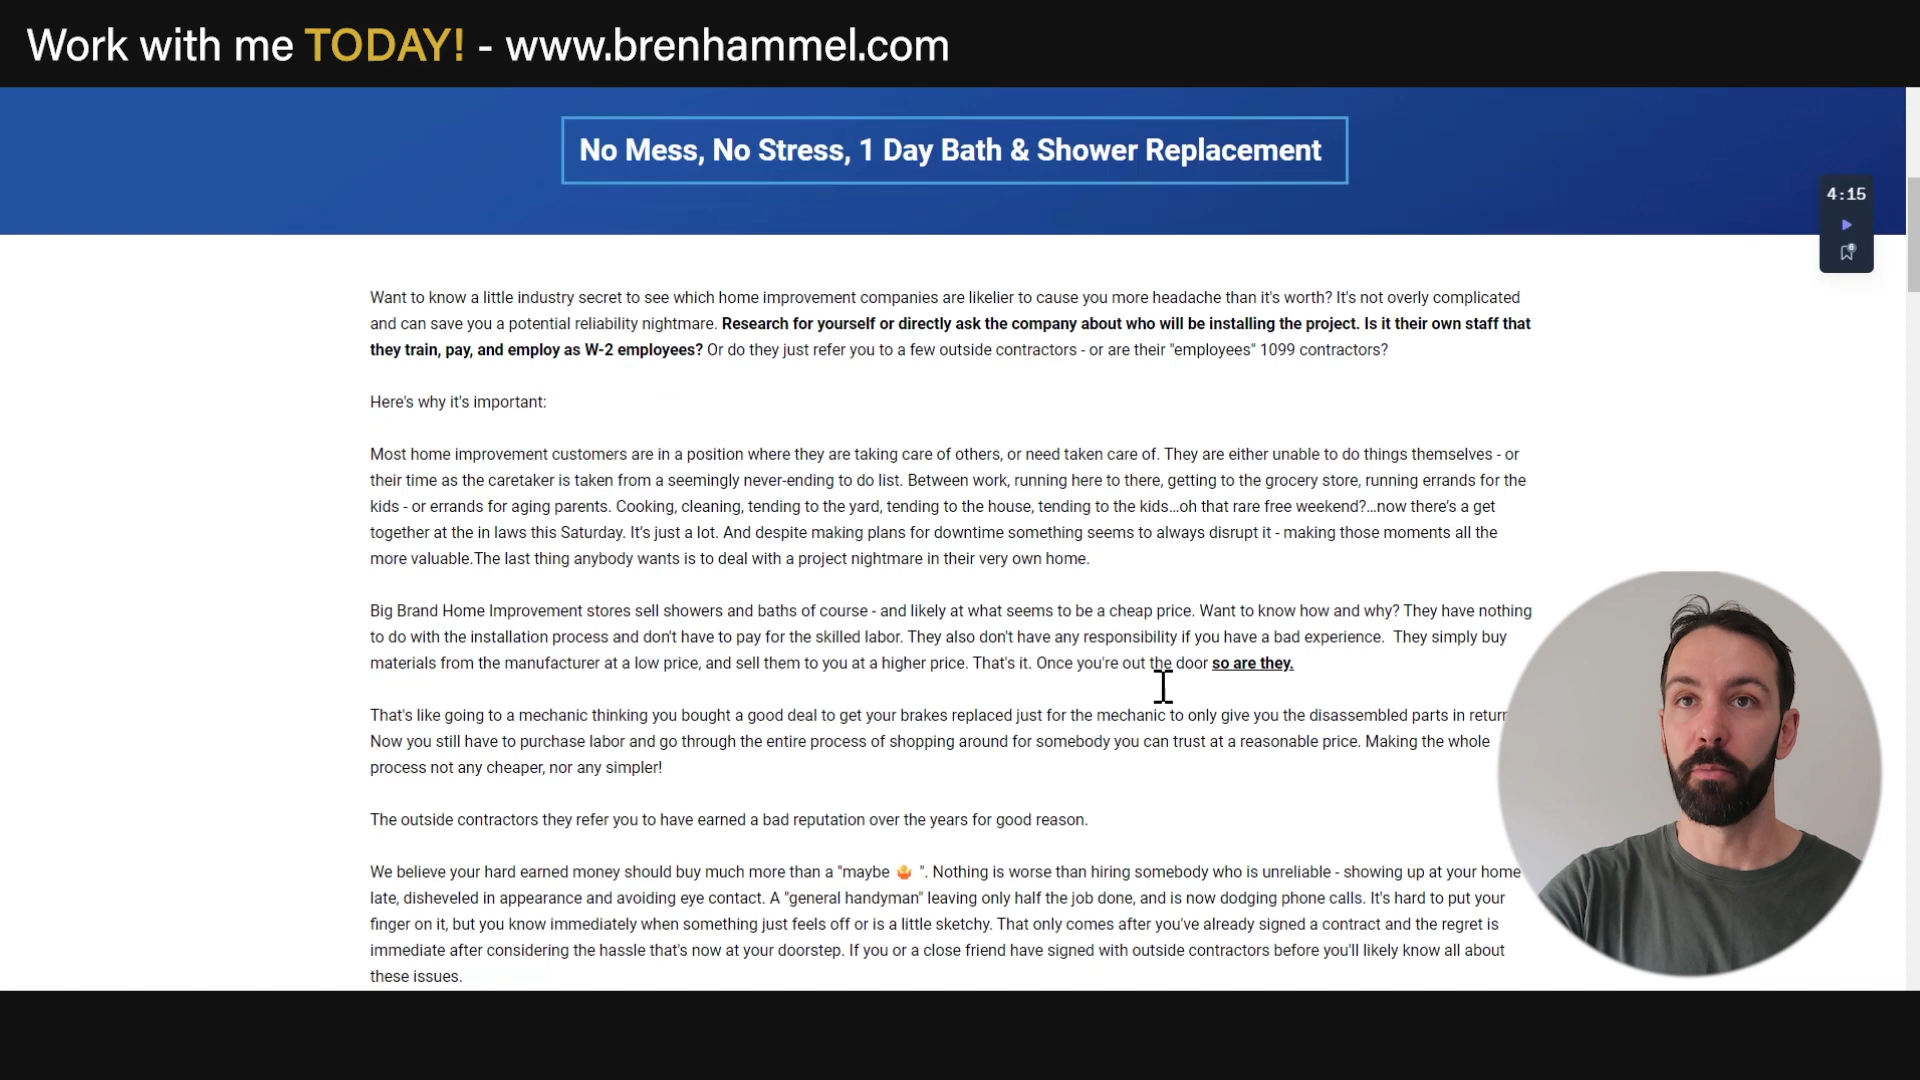 Work with me TODAY! - www.brenhammel.com
No Mess, No Stress, 1 Day Bath & Shower Replacement
4:15
Want to know a little industry secret to see which home improvement companies are likelier to cause you more headache than it's worth? It's not overly complicated
and can save you a potential reliability nightmare. Research for yourself or directly ask the company about who will be installing the project. Is it their own staff that
they train, pay, and employ as W-2 employees? Or do they just refer you to a few outside contractors - or are their "employees" 1099 contractors?
Here's why it's important:
Most home improvement customers are in a position where they are taking care of others, or need taken care of. They are either unable to do things themselves - or
their time as the caretaker is taken from a seemingly never-ending to do list. Between work, running here to there, getting to the grocery store, running errands for the
kids - or errands for aging parents. Cooking, cleaning, tending to the yard, tending to the house, tending to the kids...oh that rare free weekend?...now there's a get
together at the in laws this Saturday. It's just a lot. And despite making plans for downtime something seems to always disrupt it - making those moments all the
more valuable.The last thing anybody wants is to deal with a project nightmare in their very own home.
Big Brand Home Improvement stores sell showers and baths of course - and likely at what seems to be a cheap price. Want to know how and why? They have nothing
to do with the installation process and don't have to pay for the skilled labor. They also don't have any responsibility if you have a bad experience.  They simply buy
materials from the manufacturer at a low price, and sell them to you at a higher price. That's it. Once you're out the door so are they.
That's like going to a mechanic thinking you bought a good deal to get your brakes replaced just for the mechanic to only give you the disassembled parts in return
Now you still have to purchase labor and go through the entire process of shopping around for somebody you can trust at a reasonable price. Making the whole
process not any cheaper, nor any simpler!
The outside contractors they refer you to have earned a bad reputation over the years for good reason.
We believe your hard earned money should buy much more than a "maybe 🤷 ". Nothing is worse than hiring somebody who is unreliable - showing up at your home
late, disheveled in appearance and avoiding eye contact. A "general handyman" leaving only half the job done, and is now dodging phone calls. It's hard to put your
finger on it, but you know immediately when something just feels off or is a little sketchy. That only comes after you've already signed a contract and the regret is
immediate after considering the hassle that's now at your doorstep. If you or a close friend have signed with outside contractors before you'll likely know all about
these issues.